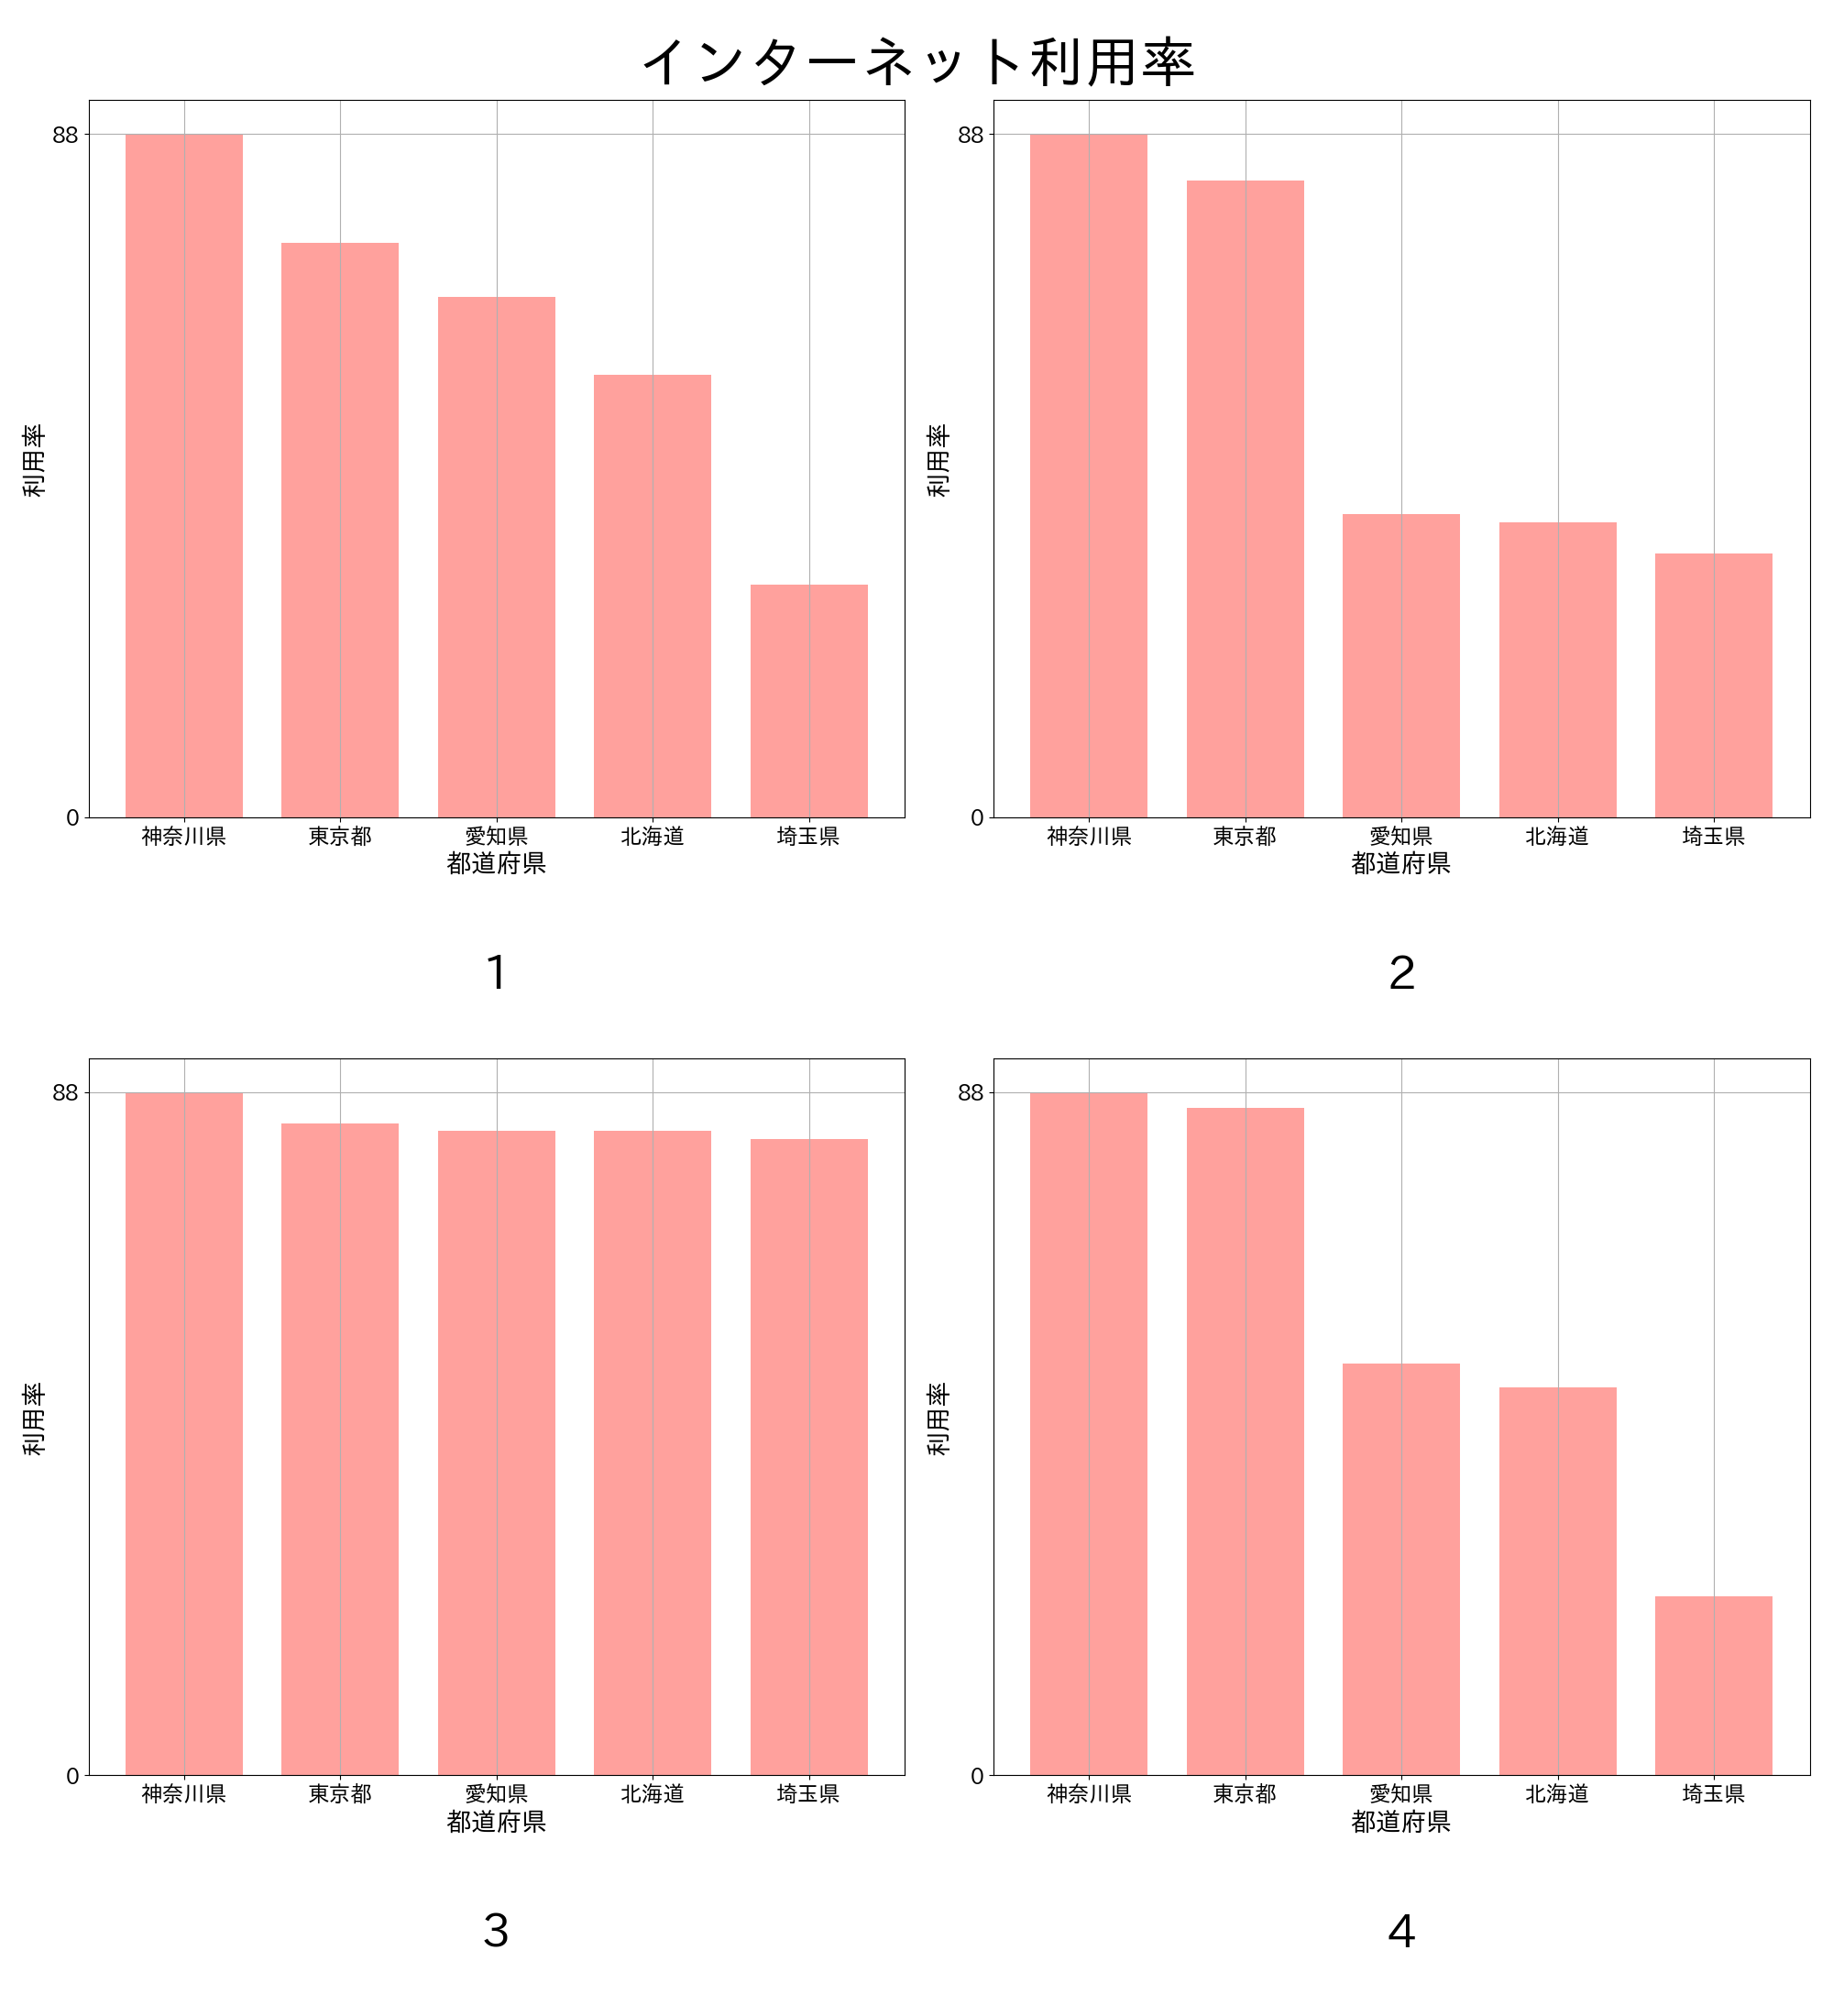 インターネット利用率
88
0
利用率
神奈川県 東京都 愛知県 北海道 埼玉県
都道府県
1
88
0
利用率
神奈川県 東京都 愛知県 北海道 埼玉県
都道府県
2
88
0
利用率
神奈川県 東京都 愛知県 北海道 埼玉県
都道府県
3
88
0
利用率
神奈川県 東京都 愛知県 北海道 埼玉県
都道府県
4